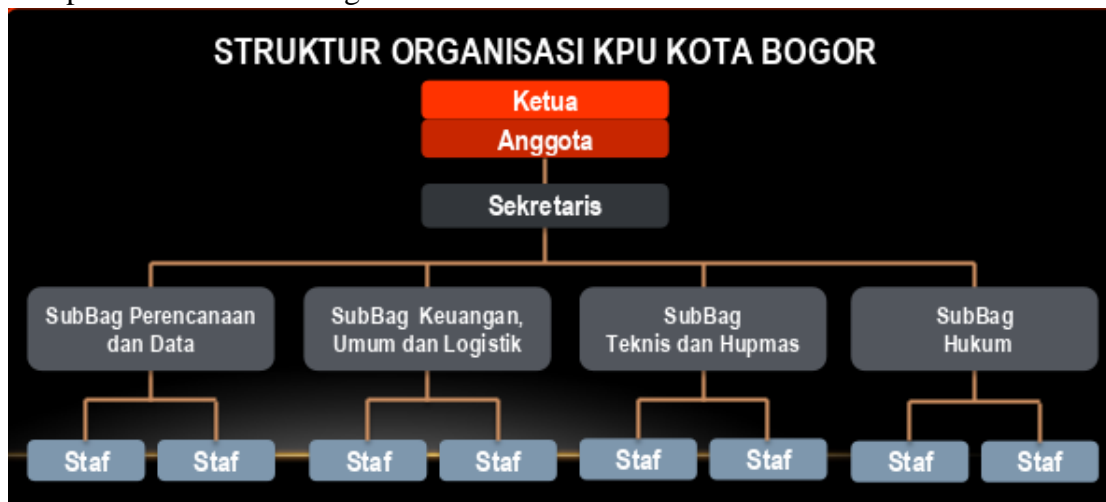 STRUKTUR ORGANISASI KPU KOTA BOGOR
Ketua
Anggota
Sekretaris
SubBag Perencanaan
dan Data
SubBag Keuangan,
Umum dan Logistik
SubBag
Teknis dan Hupmas
SubBag
Hukum
Staf
Staf
Staf
Staf
Staf
Staf
Staf
Staf